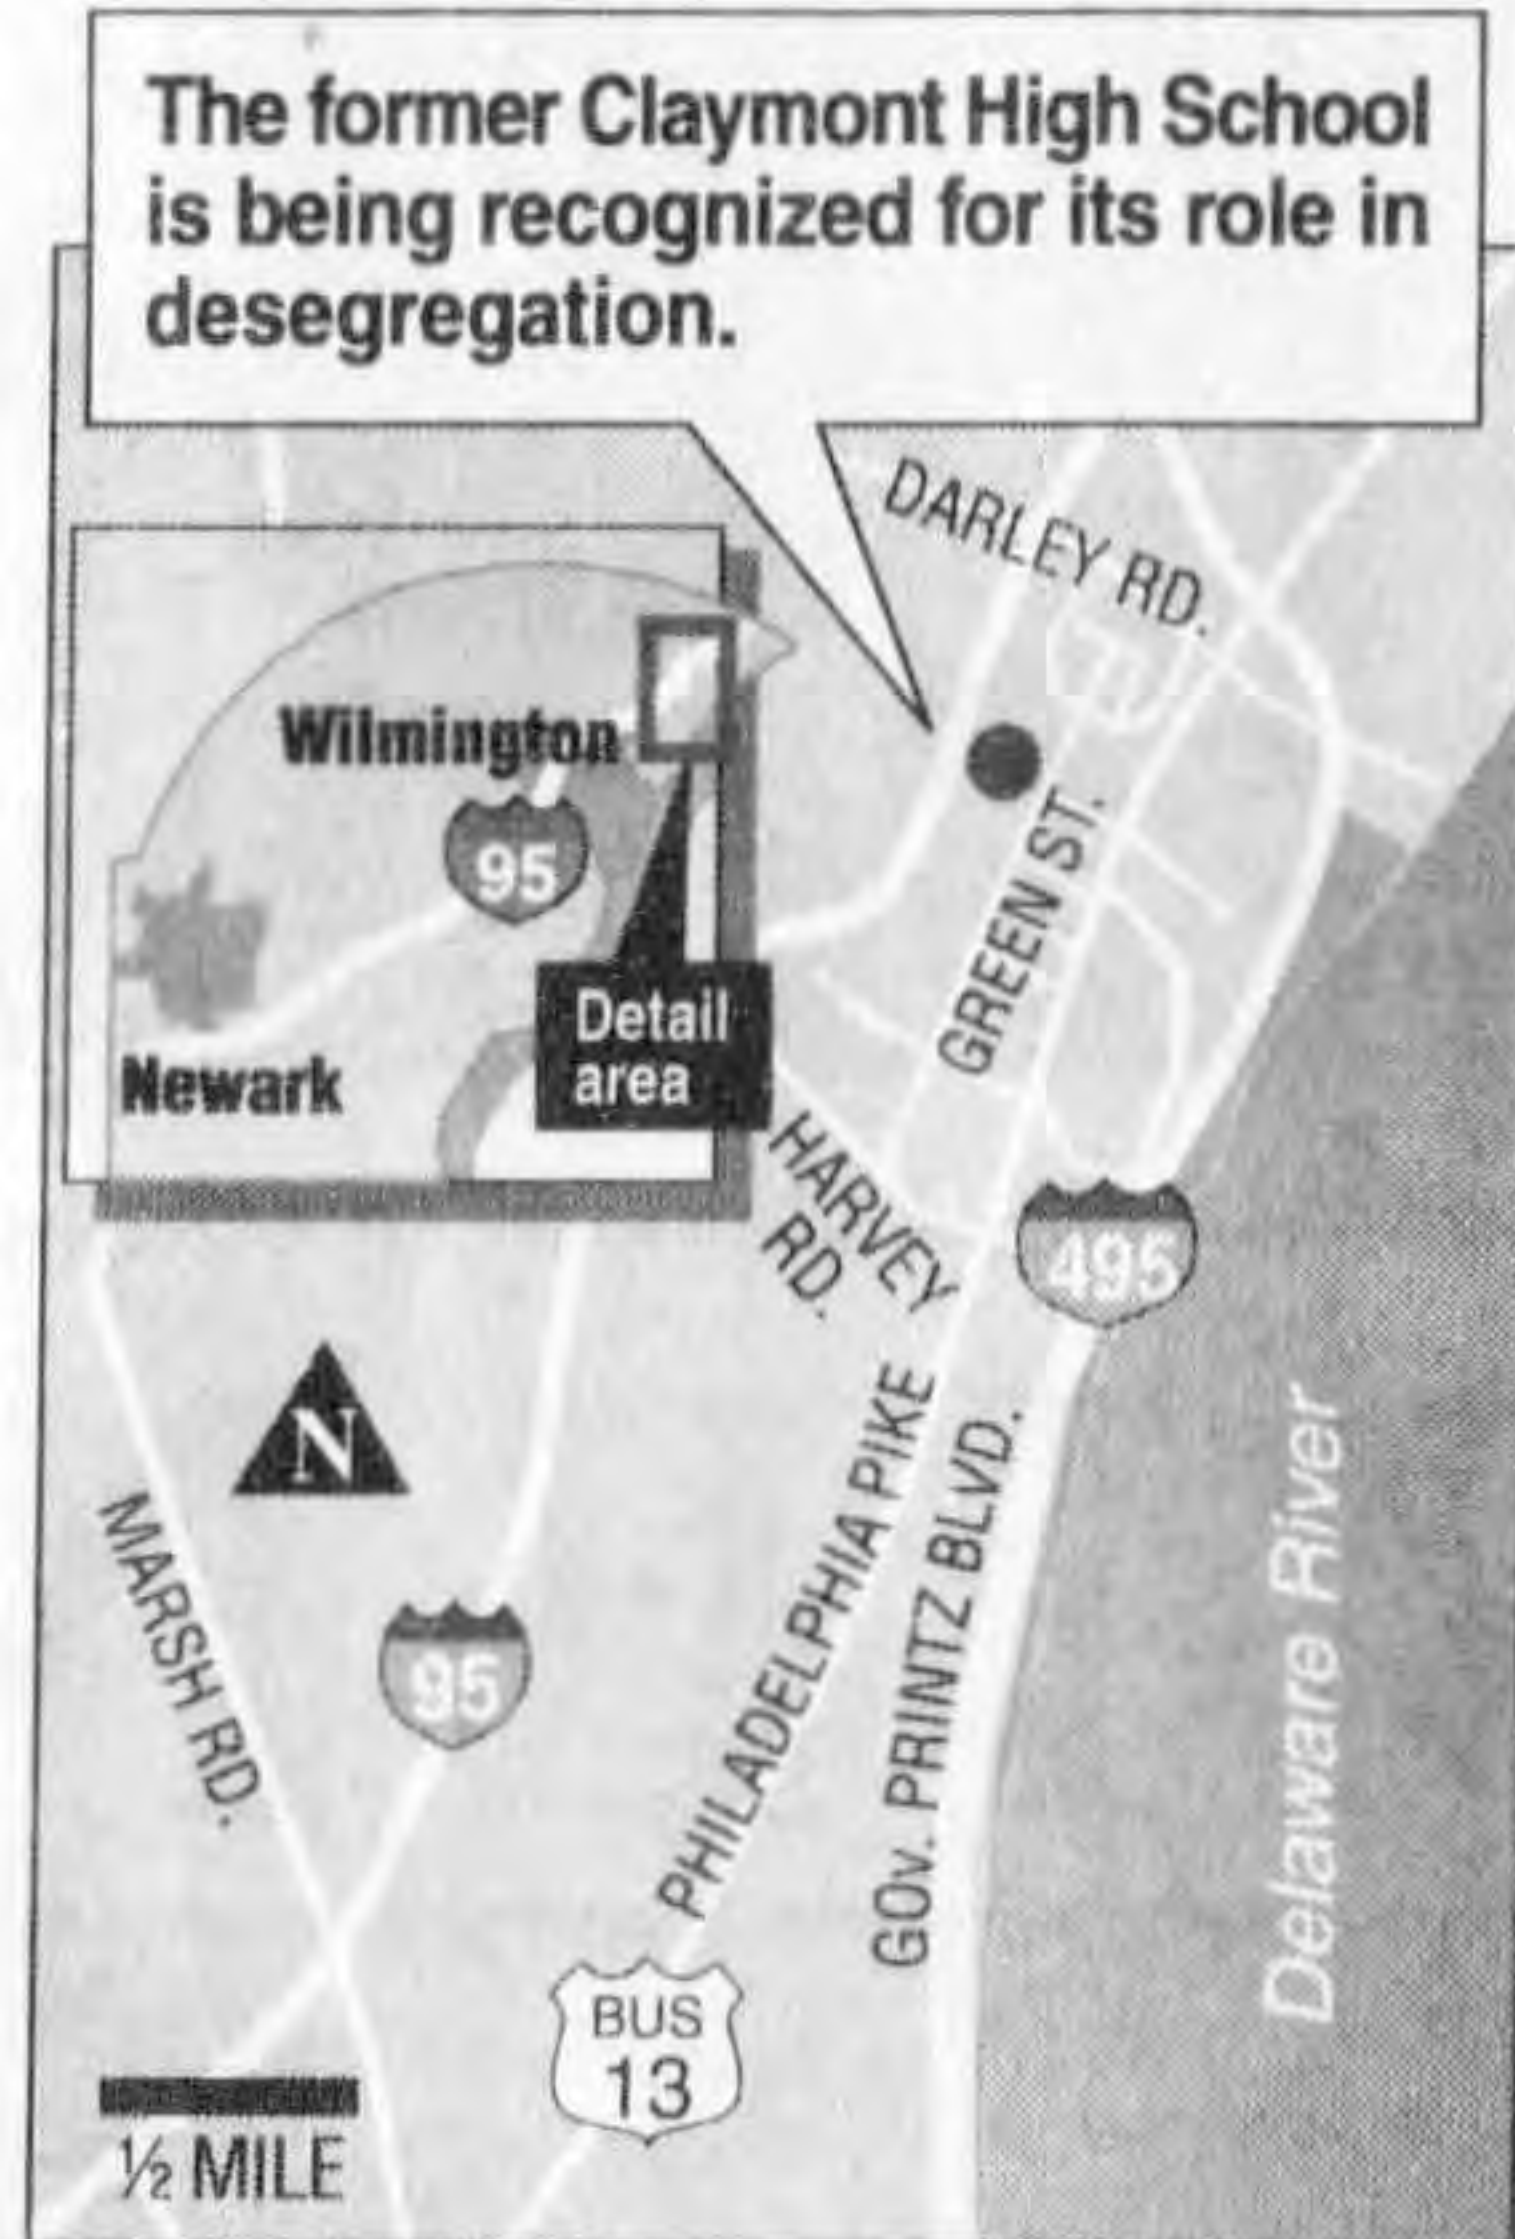 The former Claymont High School
is being recognized for its role in
desegregation.
DARLEY RD.
Wilmington
95
GREEN ST.
Detail
area
Newark
HARVEY
RD.
495
N
PHILADELPHIA PIKE
GOV. PRINTZ BLVD.
Delaware River
MARSH RD.
95
BUS
13
½ MILE